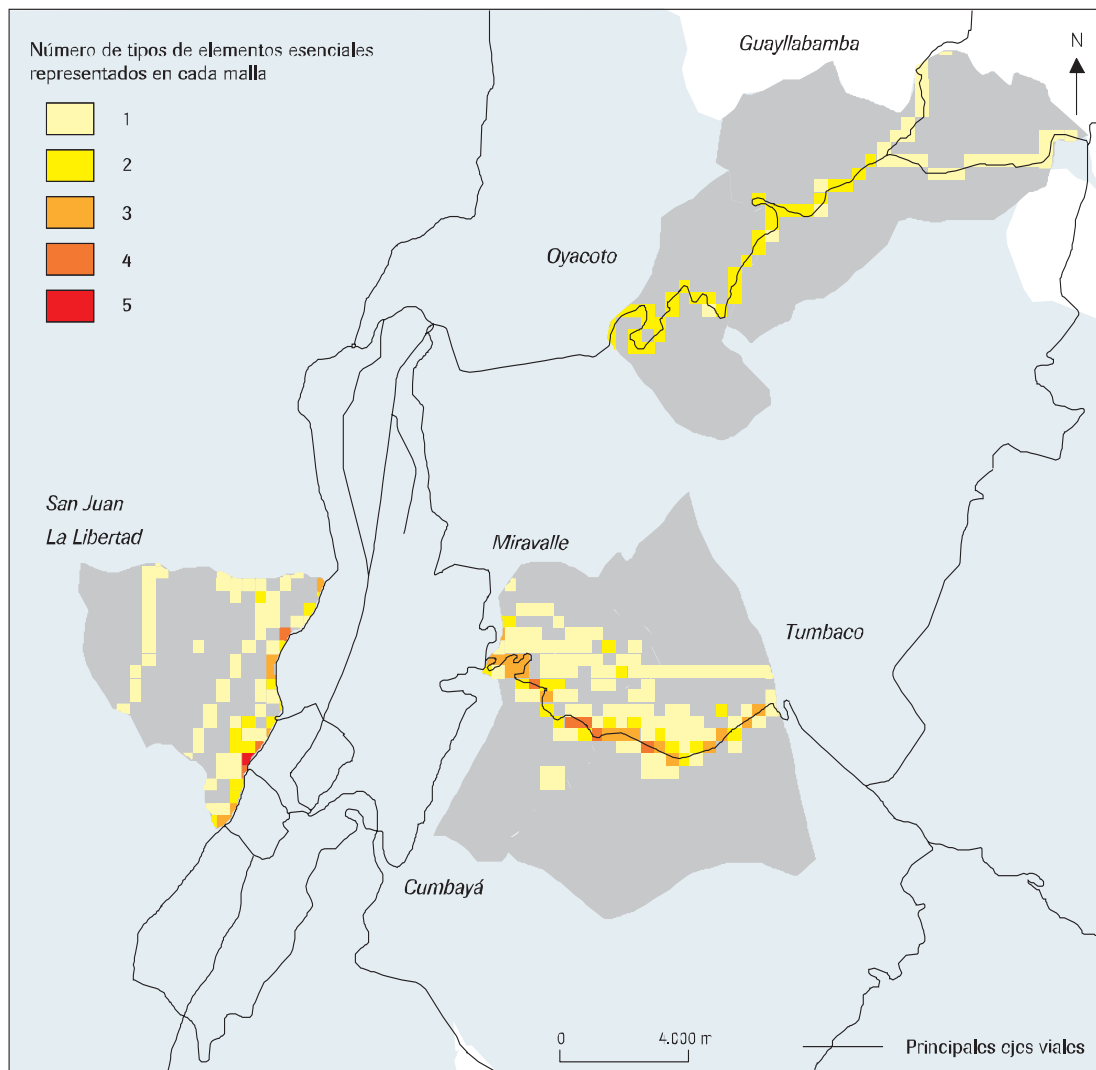 Número de tipos de elementos esenciales
representados en cada malla
1
2
3
4
5
Guayllabamba
N
Oyacoto
San Juan
La Libertad
Miravalle
Tumbaco
Cumbayá
0
4.000 m
Principales ejes viales